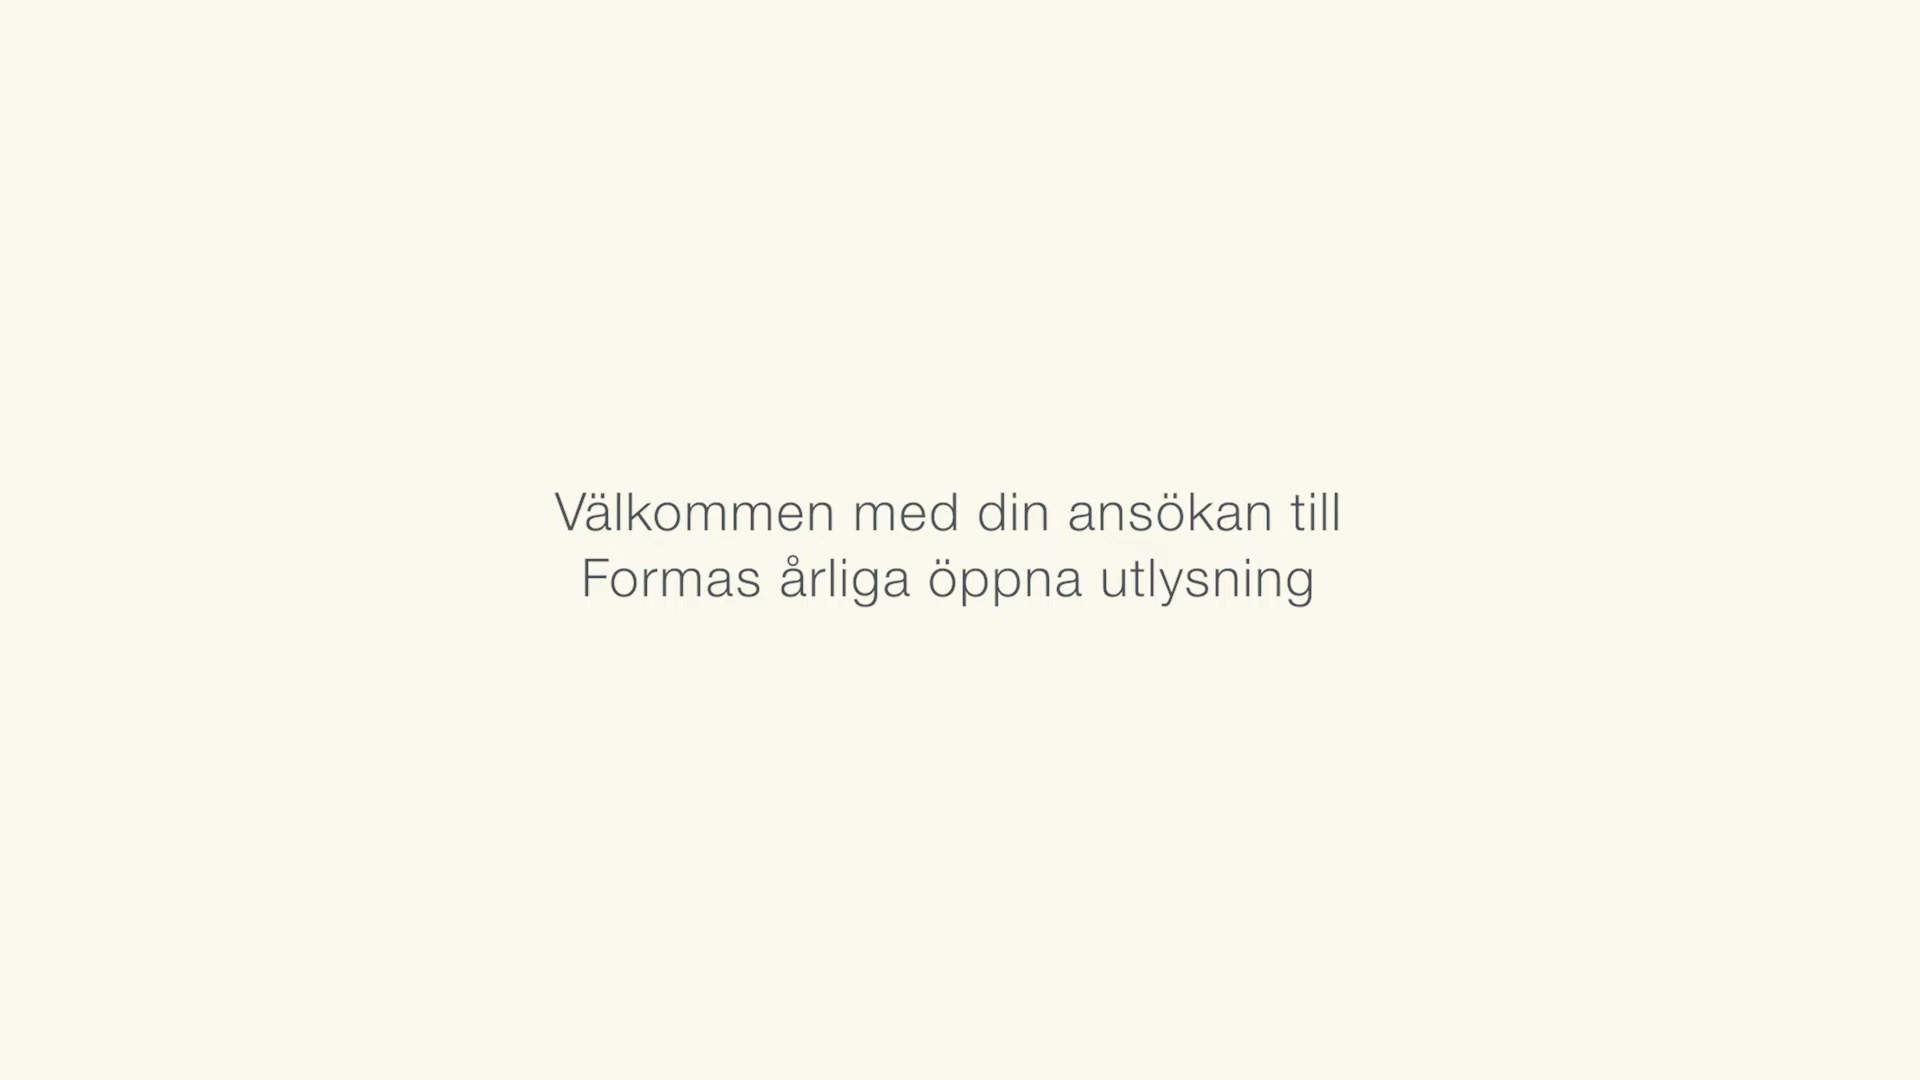 Välkommen med din ansökan till
Formas årliga öppna utlysning